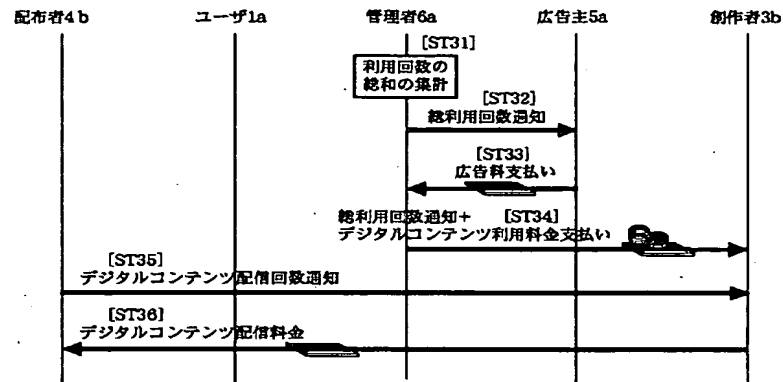 配布者4b ユーザ1a 管理者6a 広告主5a 創作者3b
[ST31]
利用回数の
総和の集計
[ST32]
総利用回数通知
[ST33]
広告料支払い
総利用回数通知+ [ST34]
デジタルコンテンツ利用料金支払い
[ST35]
デジタルコンテンツ配信回数通知
[ST36]
デジタルコンテンツ配信料金